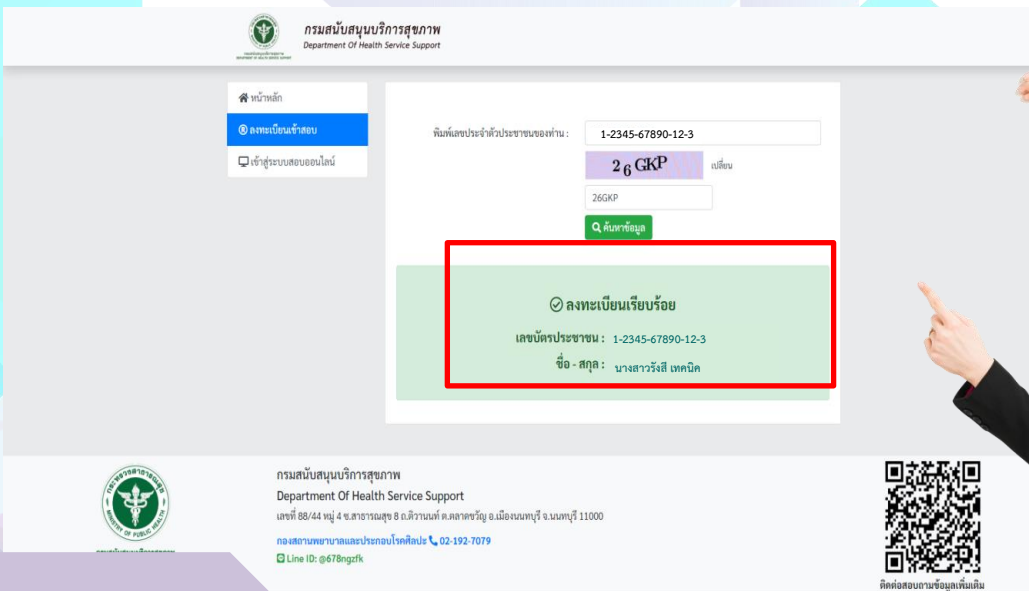 กรมสนับสนุนบริการสุขภาพ
Department Of Health Service Support
หน้าหลัก
ลงทะเบียนเข้าสอบ
เข้าสู่ระบบสอบออนไลน์
พิมพ์เลขประจำตัวประชาชนของท่าน : 1-2345-67890-12-3
26GKP เปลี่ยน
26GKP
ค้นหาข้อมูล
ลงทะเบียนเรียบร้อย
เลขบัตรประชาชน : 1-2345-67890-12-3
ชื่อ - สกุล : นางสาวรังสี เทคนิค
กรมสนับสนุนบริการสุขภาพ
Department Of Health Service Support
เลขที่ 88/44 หมู่ 4 ซ.สาธารณสุข 8 ถ.ติวานนท์ ต.ตลาดขวัญ อ.เมืองนนทบุรี จ.นนทบุรี 11000
กองสถานพยาบาลและประกอบโรคศิลปะ 02-192-7079
Line ID: @678ngzfk
ติดต่อสอบถามข้อมูลเพิ่มเติม